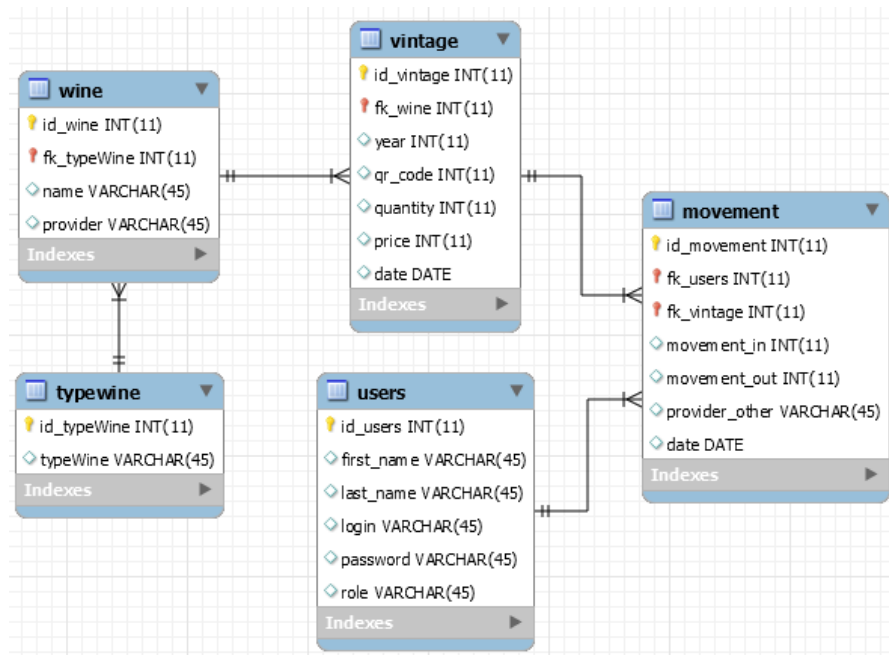 wine
id_wine INT(11)
fk_typeWine INT(11)
name VARCHAR(45)
provider VARCHAR(45)
Indexes
vintage
id_vintage INT(11)
fk_wine INT(11)
year INT(11)
qr_code INT(11)
quantity INT(11)
price INT(11)
date DATE
Indexes
movement
id_movement INT(11)
fk_users INT(11)
fk_vintage INT(11)
movement_in INT(11)
movement_out INT(11)
provider_other VARCHAR(45)
date DATE
Indexes
typewine
id_typeWine INT(11)
typeWine VARCHAR(45)
Indexes
users
id_users INT(11)
first_name VARCHAR(45)
last_name VARCHAR(45)
login VARCHAR(45)
password VARCHAR(45)
role VARCHAR(45)
Indexes